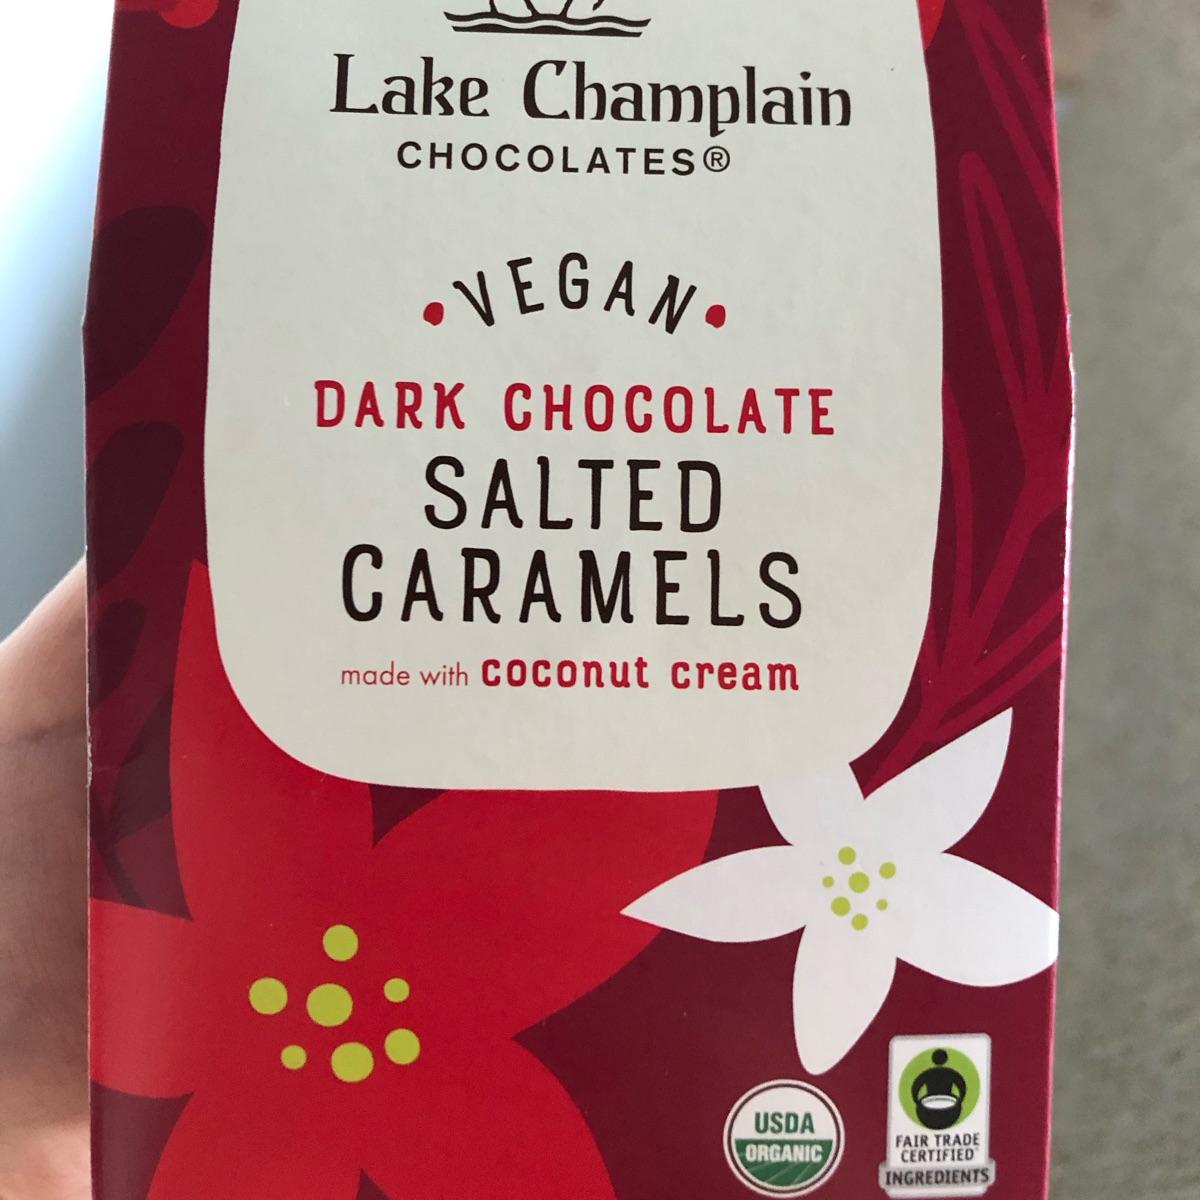 Lake Champlain
CHOCOLATES®
VEGAN
DARK CHOCOLATE
SALTED
CARAMELS
made with coconut cream
USDA
ORGANIC
FAIR TRADE
CERTIFIED
INGREDIENTS